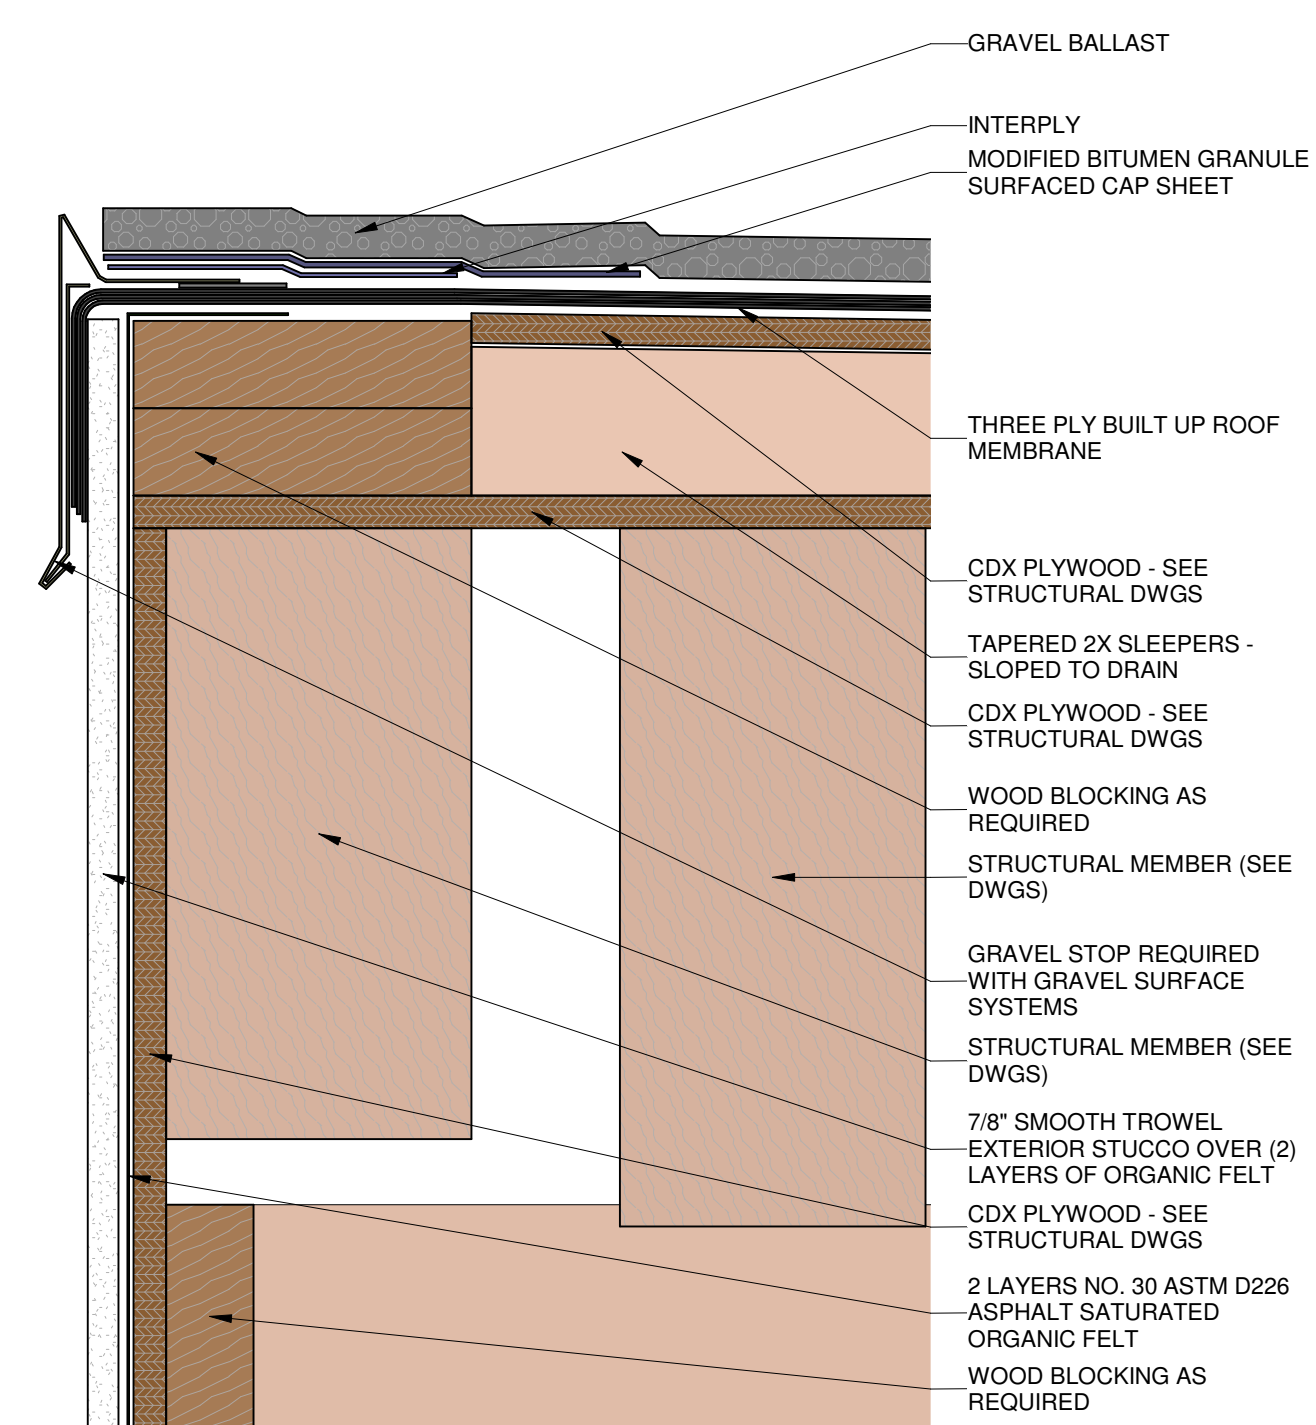 GRAVEL BALLAST
INTERPLY
MODIFIED BITUMEN GRANULE
SURFACED CAP SHEET
THREE PLY BUILT UP ROOF
MEMBRANE
CDX PLYWOOD - SEE
STRUCTURAL DWGS
TAPERED 2X SLEEPERS -
SLOPED TO DRAIN
CDX PLYWOOD - SEE
STRUCTURAL DWGS
WOOD BLOCKING AS
REQUIRED
STRUCTURAL MEMBER (SEE
DWGS)
GRAVEL STOP REQUIRED
WITH GRAVEL SURFACE
SYSTEMS
STRUCTURAL MEMBER (SEE
DWGS)
7/8" SMOOTH TROWEL
EXTERIOR STUCCO OVER (2)
LAYERS OF ORGANIC FELT
CDX PLYWOOD - SEE
STRUCTURAL DWGS
2 LAYERS NO. 30 ASTM D226
ASPHALT SATURATED
ORGANIC FELT
WOOD BLOCKING AS
REQUIRED